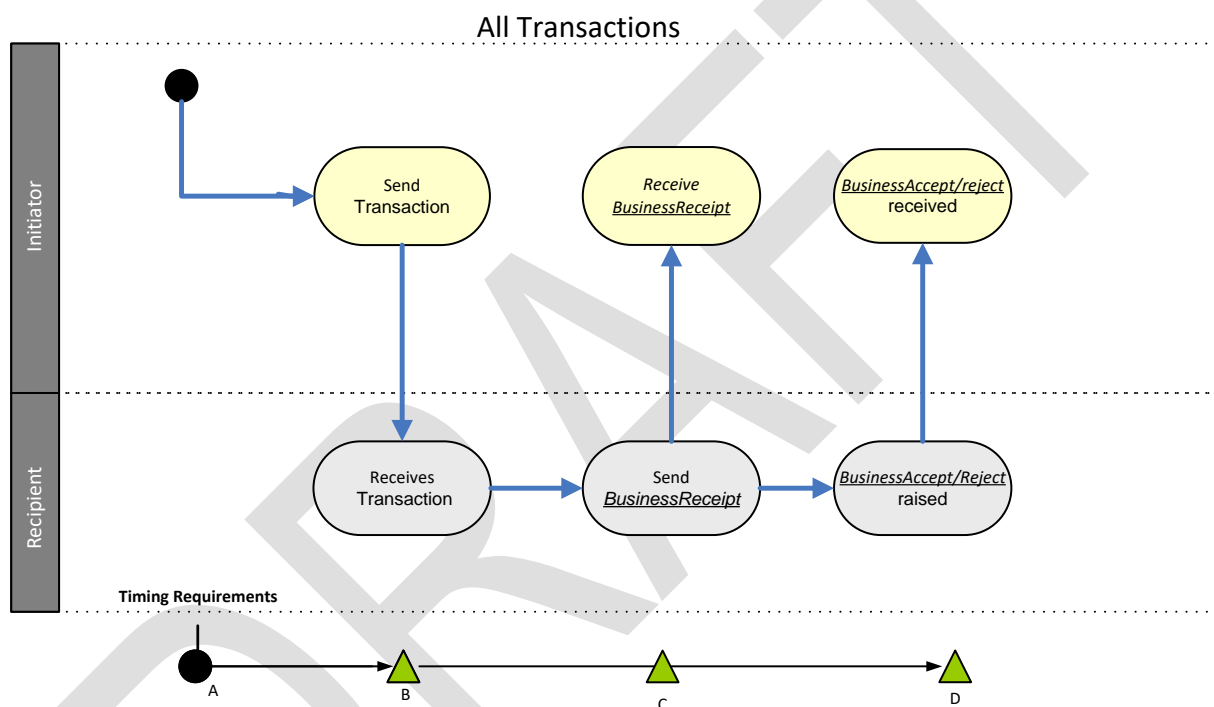 All Transactions
Initiator
Send
Transaction
Receive
BusinessReceipt
BusinessAccept/reject
received
Recipient
Receives
Transaction
Send
BusinessReceipt
BusinessAccept/Reject
raised
Timing Requirements
A
B
C
D
DRAFT